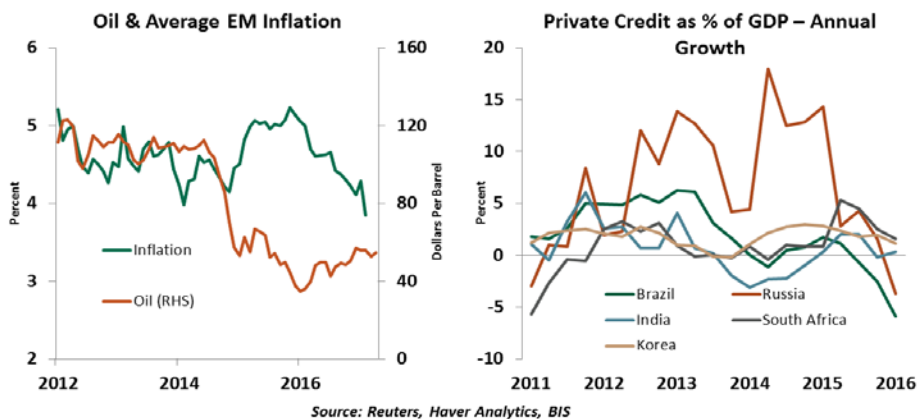 Oil & Average EM Inflation
6
5
4
3
2
Percent
160
120
80
40
0
Dollars Per Barrel
Inflation
Oil (RHS)
2012
2014
2016
Private Credit as % of GDP – Annual
Growth
20
15
10
5
0
-5
-10
Percent
Brazil
Russia
India
South Africa
Korea
2011
2012
2013
2014
2015
2016
Source: Reuters, Haver Analytics, BIS